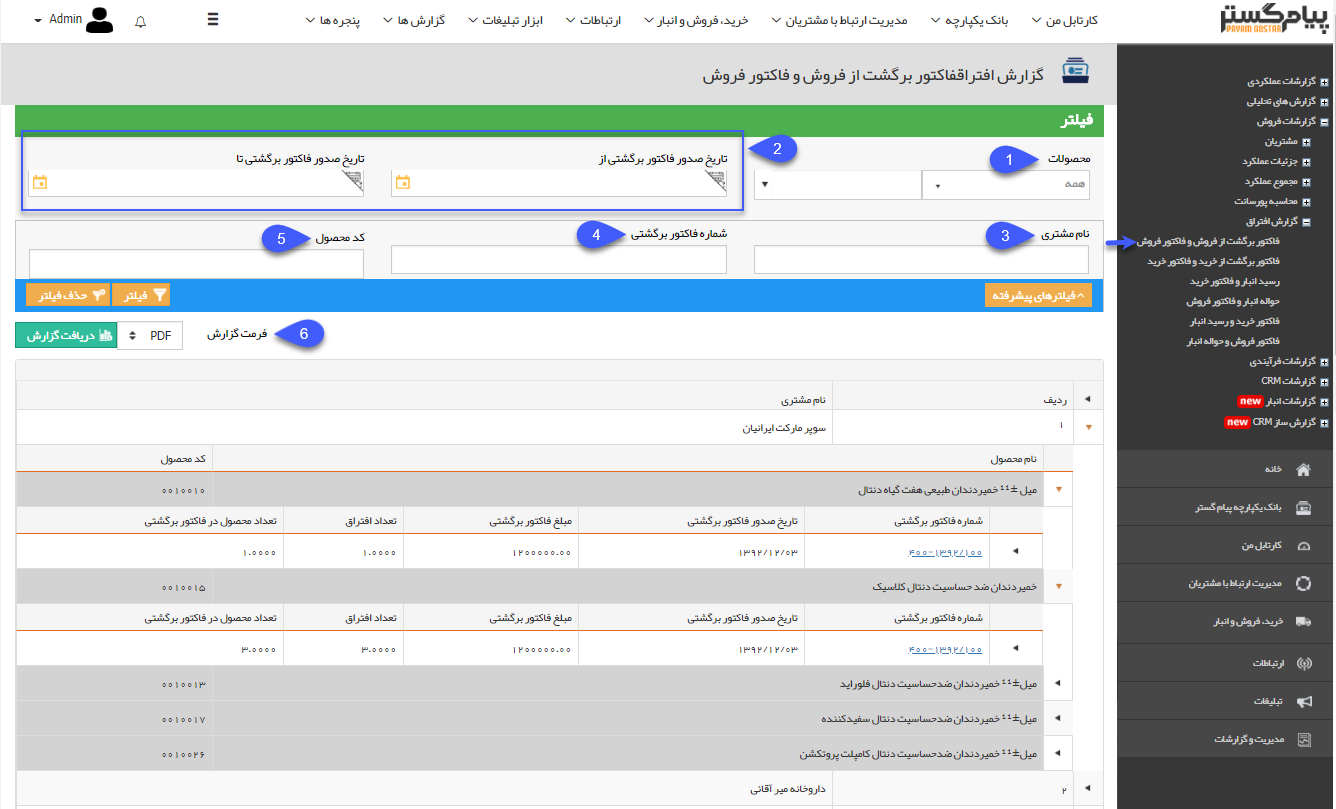 پیام‌گستر
PAYAM GOSTAR
کارتابل من
بانک یکپارچه
مدیریت ارتباط با مشتریان
خرید، فروش و انبار
ارتباطات
ابزار تبلیغات
گزارش ها
پنجره ها
Admin
گزارش افتراقفاکتور برگشت از فروش و فاکتور فروش
فیلتر
محصولات
1
همه
2
تاریخ صدور فاکتور برگشتی از
تاریخ صدور فاکتور برگشتی تا
نام مشتری
3
شماره فاکتور برگشتی
4
کد محصول
5
فیلترهای پیشرفته
فیلتر
حذف فیلتر
6
فرمت گزارش
PDF
دریافت گزارش
ردیف
نام مشتری
۱
سوپر مارکت ایرانیان
نام محصول
کد محصول
میل ±¹¹ خمیردندان طبیعی هفت گیاه دنتال
۰۰۱۰۰۱۰
شماره فاکتور برگشتی
تاریخ صدور فاکتور برگشتی
مبلغ فاکتور برگشتی
تعداد افتراق
تعداد محصول در فاکتور برگشتی
۴۰۰-۱۳۹۲/۱۰۰
۱۳۹۲/۱۲/۰۳
۱۲۰۰۰۰۰.۰۰
۱.۰۰۰۰
۱.۰۰۰۰
خمیردندان ضد حساسیت دنتال کلاسیک
۰۰۱۰۰۱۵
شماره فاکتور برگشتی
تاریخ صدور فاکتور برگشتی
مبلغ فاکتور برگشتی
تعداد افتراق
تعداد محصول در فاکتور برگشتی
۴۰۰-۱۳۹۲/۱۰۰
۱۳۹۲/۱۲/۰۳
۱۲۰۰۰۰۰.۰۰
۳.۰۰۰۰
۳.۰۰۰۰
میل±¹¹ خمیردندان ضدحساسیت دنتال فلوراید
۰۰۱۰۰۱۳
میل±¹¹ خمیردندان ضدحساسیت دنتال سفیدکننده
۰۰۱۰۰۱۷
میل±¹¹ خمیردندان ضدحساسیت دنتال کامپلت پروتکشن
۰۰۱۰۰۲۶
۲
داروخانه میر آقائی
گزارشات عملکردی
گزارش های تحلیلی
گزارشات فروش
مشتریان
جزئیات عملکرد
مجموع عملکرد
محاسبه پورسانت
گزارش افتراق
فاکتور برگشت از فروش و فاکتور فروش
فاکتور برگشت از خرید و فاکتور خرید
رسید انبار و فاکتور خرید
حواله انبار و فاکتور فروش
فاکتور خرید و رسید انبار
فاکتور فروش و حواله انبار
گزارشات فرآیندی
گزارشات CRM
گزارشات انبار new
گزارش ساز CRM new
خانه
بانک یکپارچه پیام گستر
کارتابل من
مدیریت ارتباط با مشتریان
خرید، فروش و انبار
ارتباطات
تبلیغات
مدیریت و گزارشات